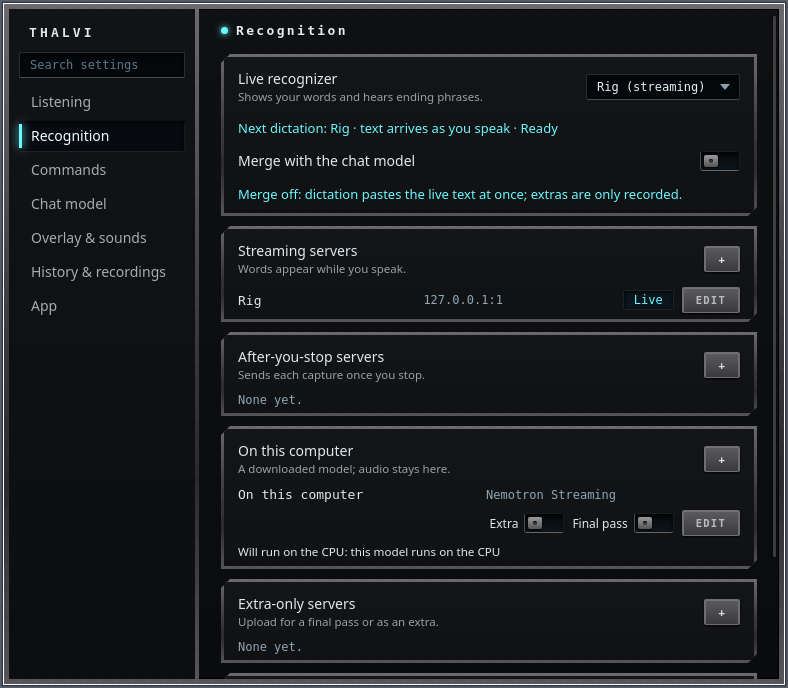 THALVI
Search settings
Listening
Recognition
Commands
Chat model
Overlay & sounds
History & recordings
App
Recognition
Live recognizer
Shows your words and hears ending phrases.
Rig (streaming)
Next dictation: Rig · text arrives as you speak · Ready
Merge with the chat model
Merge off: dictation pastes the live text at once; extras are only recorded.
Streaming servers
Words appear while you speak.
+
Rig 127.0.0.1:1 Live EDIT
After-you-stop servers
Sends each capture once you stop.
+
None yet.
On this computer
A downloaded model; audio stays here.
+
On this computer Nemotron Streaming
Extra Final pass EDIT
Will run on the CPU: this model runs on the CPU
Extra-only servers
Upload for a final pass or as an extra.
+
None yet.